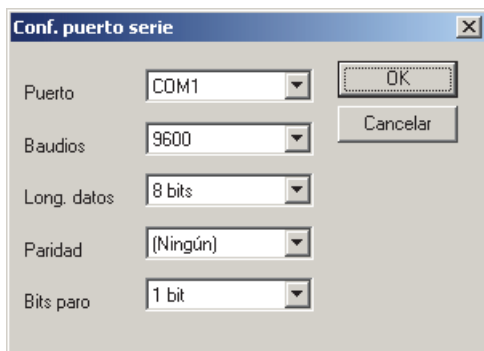 Conf. puerto serie
Puerto COM1 OK
Baudios 9600 Cancelar
Long. datos 8 bits
Paridad (Ningún)
Bits paro 1 bit